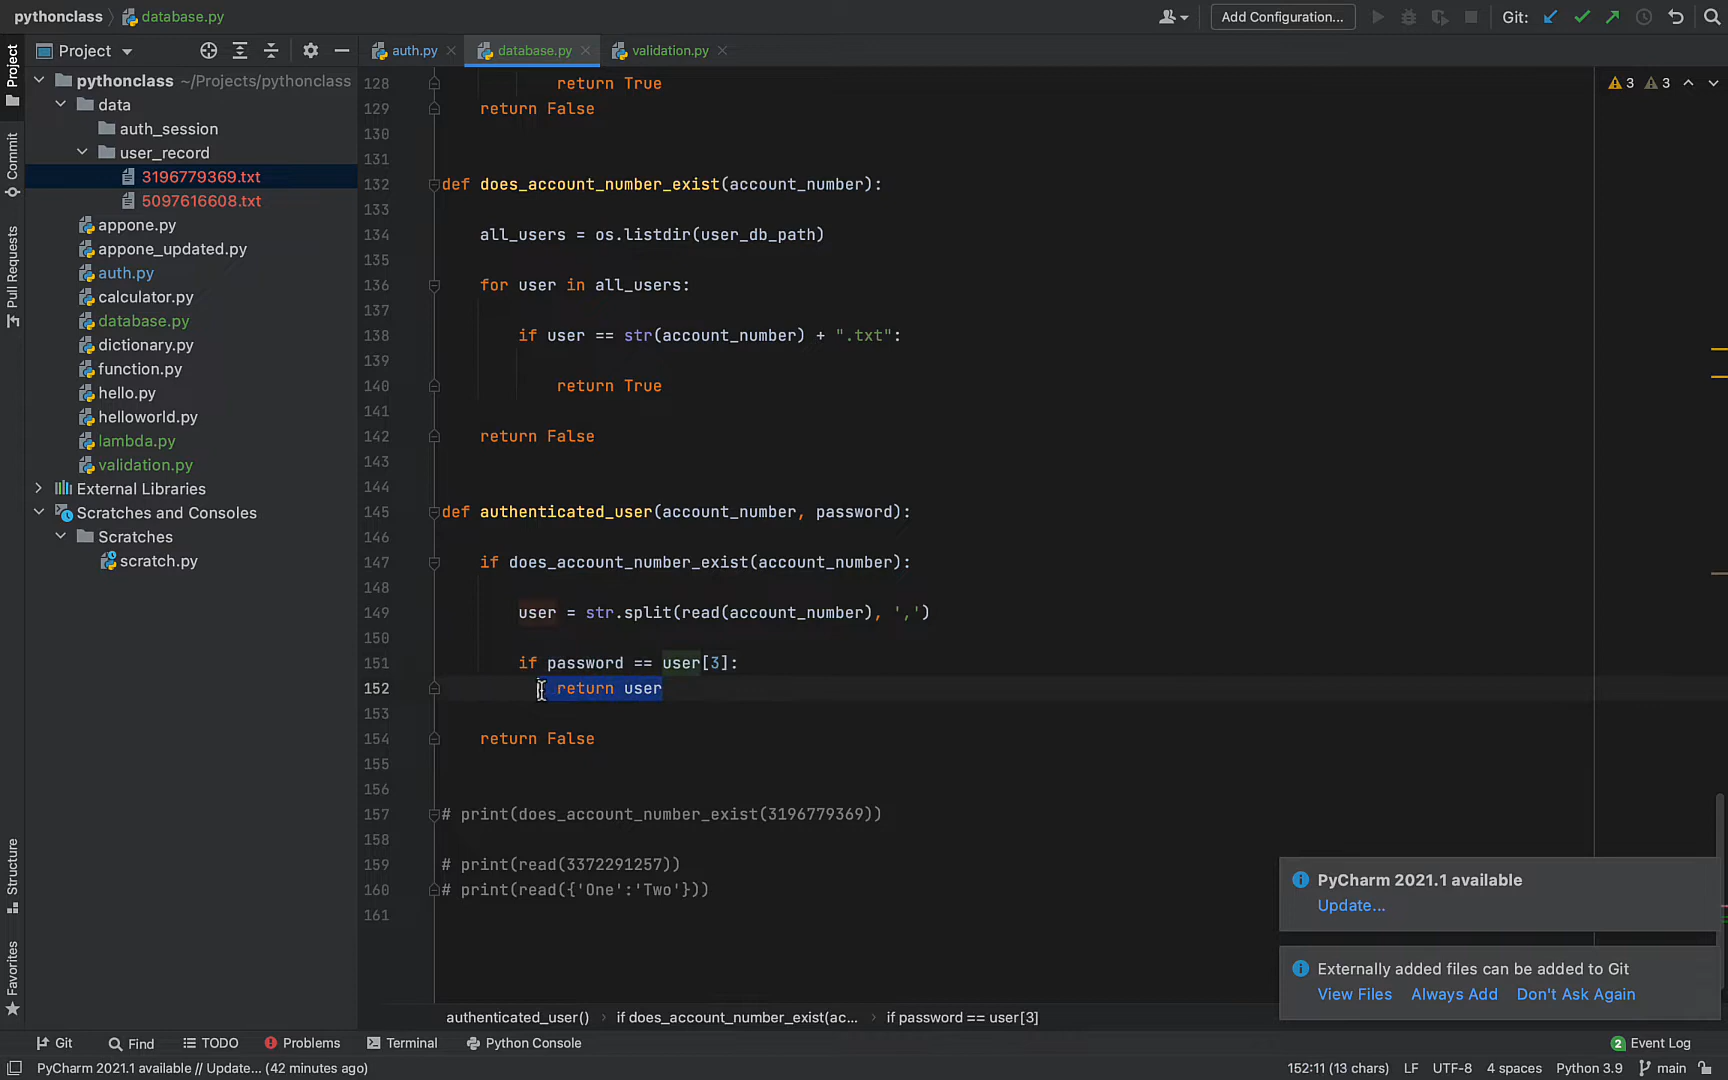 pythonclass database.py
Add Configuration... Git:
Project
auth.py database.py validation.py
Project
Commit
Pull Requests
Structure
Favorites
pythonclass ~/Projects/pythonclass
data
auth_session
user_record
3196779369.txt
5097616608.txt
appone.py
appone_updated.py
auth.py
calculator.py
database.py
dictionary.py
function.py
hello.py
helloworld.py
lambda.py
validation.py
External Libraries
Scratches and Consoles
Scratches
scratch.py
3 3
128 return True
129 return False
130
131
132 def does_account_number_exist(account_number):
133
134 all_users = os.listdir(user_db_path)
135
136 for user in all_users:
137
138 if user == str(account_number) + ".txt":
139
140 return True
141
142 return False
143
144
145 def authenticated_user(account_number, password):
146
147 if does_account_number_exist(account_number):
148
149 user = str.split(read(account_number), ',')
150
151 if password == user[3]:
152 return user
153
154 return False
155
156
157 # print(does_account_number_exist(3196779369))
158
159 # print(read(3372291257))
160 # print(read({'One':'Two'}))
161
PyCharm 2021.1 available
Update...
Externally added files can be added to Git
View Files Always Add Don't Ask Again
authenticated_user() if does_account_number_exist(ac... if password == user[3]
Git Find TODO Problems Terminal Python Console 2 Event Log
PyCharm 2021.1 available // Update... (42 minutes ago) 152:11 (13 chars) LF UTF-8 4 spaces Python 3.9 main